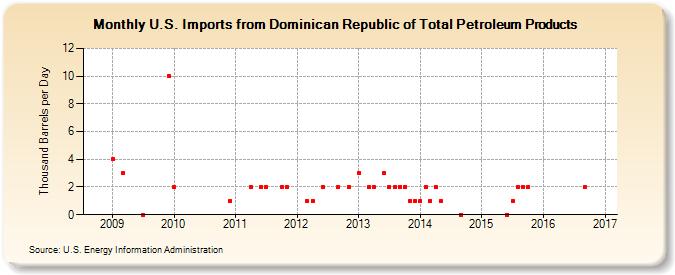 Monthly U.S. Imports from Dominican Republic of Total Petroleum Products
Thousand Barrels per Day
12
10
8
6
4
2
0
2009 2010 2011 2012 2013 2014 2015 2016 2017
Source: U.S. Energy Information Administration